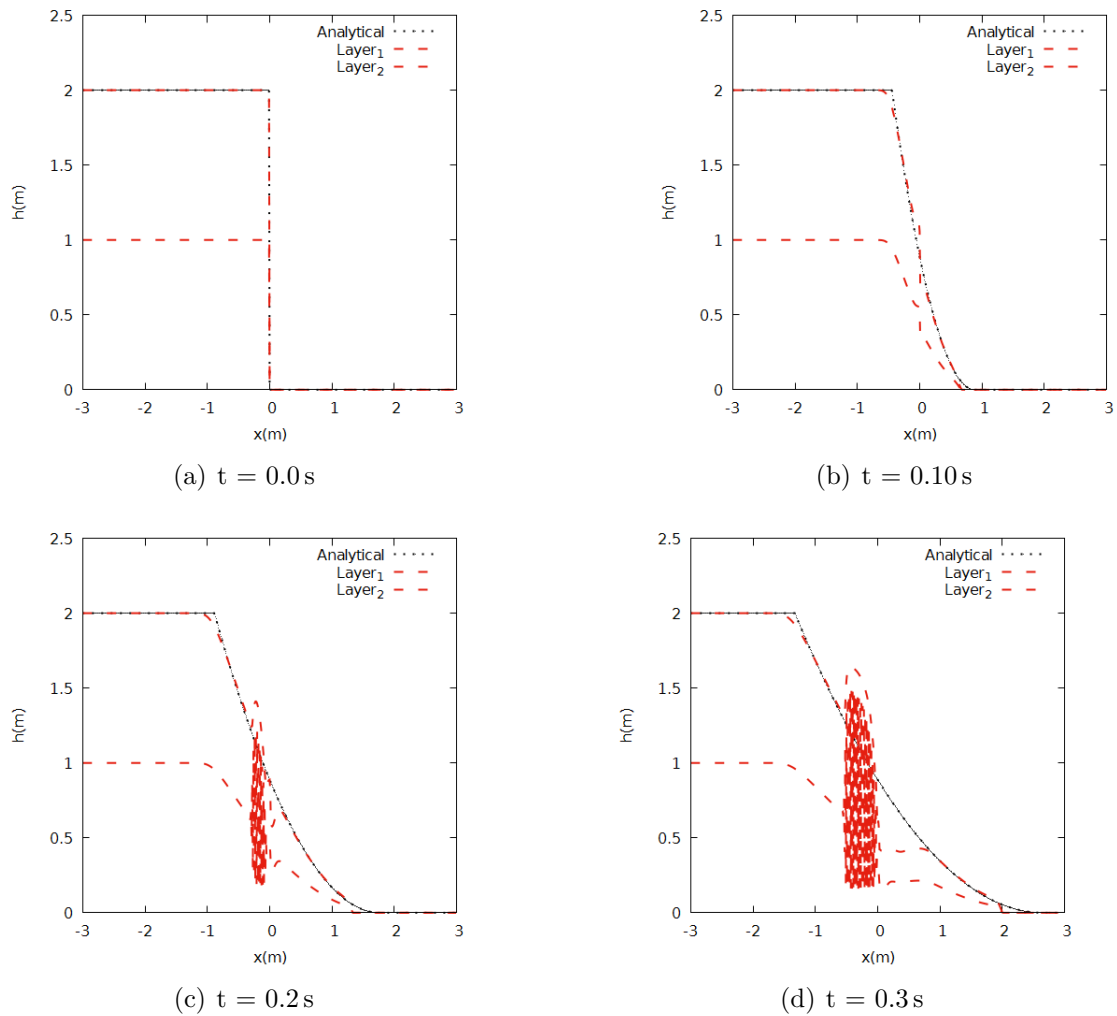 2.5
2
1.5
1
0.5
0
h(m)
-3 -2 -1 0 1 2 3
x(m)
Analytical
Layer₁
Layer₂
(a) t = 0.0 s
2.5
2
1.5
1
0.5
0
h(m)
-3 -2 -1 0 1 2 3
x(m)
Analytical
Layer₁
Layer₂
(b) t = 0.10 s
2.5
2
1.5
1
0.5
0
h(m)
-3 -2 -1 0 1 2 3
x(m)
Analytical
Layer₁
Layer₂
(c) t = 0.2 s
2.5
2
1.5
1
0.5
0
h(m)
-3 -2 -1 0 1 2 3
x(m)
Analytical
Layer₁
Layer₂
(d) t = 0.3 s